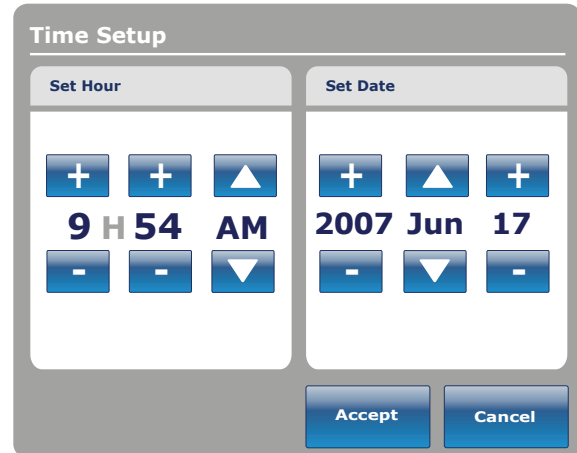 Time Setup
Set Hour
Set Date
+ + + +
9 H 54 AM
2007 Jun 17
- - - -
Accept
Cancel